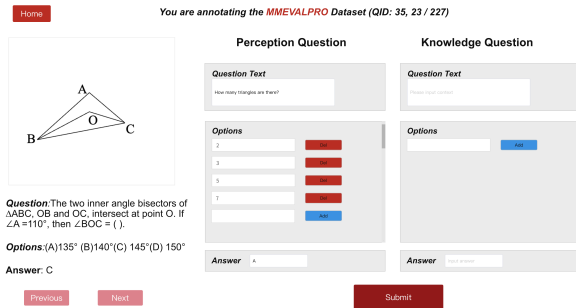 Home
You are annotating the MMEVALPRO Dataset (QID: 35, 23 / 227)
A
O
B
C
Question:The two inner angle bisectors of
∆ABC, OB and OC, intersect at point O. If
∠A =110°, then ∠BOC = ( ).
Options:(A)135° (B)140°(C) 145°(D) 150°
Answer: C
Previous
Next
Perception Question
Question Text
How many triangles are there?
Options
2
Del
3
Del
5
Del
7
Del
Add
Answer
A
Knowledge Question
Question Text
Please input content
Options
Add
Answer
Input answer
Submit